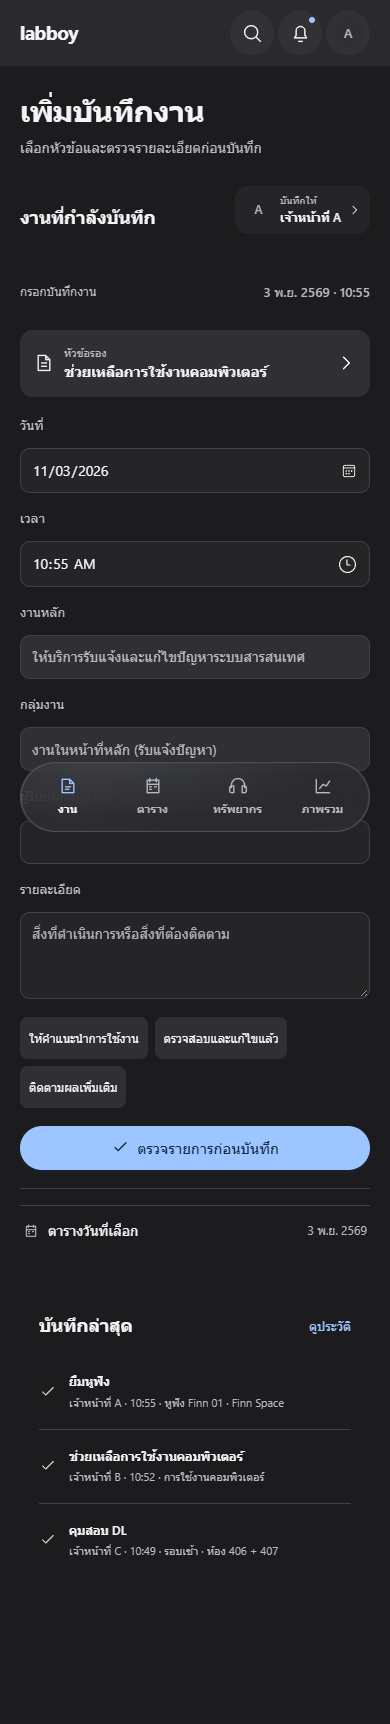 labboy
A
เพิ่มบันทึกงาน
เลือกหัวข้อและตรวจรายละเอียดก่อนบันทึก
งานที่กำลังบันทึก
A
บันทึกให้
เจ้าหน้าที่ A
กรอกบันทึกงาน
3 พ.ย. 2569 · 10:55
หัวข้อรอง
ช่วยเหลือการใช้งานคอมพิวเตอร์
วันที่
11/03/2026
เวลา
10:55 AM
งานหลัก
ให้บริการรับแจ้งและแก้ไขปัญหาระบบสารสนเทศ
กลุ่มงาน
งานในหน้าที่หลัก (รับแจ้งปัญหา)
งาน
ตาราง
ทรัพยากร
ภาพรวม
รายละเอียด
สิ่งที่ดำเนินการหรือสิ่งที่ต้องติดตาม
ให้คำแนะนำการใช้งาน
ตรวจสอบและแก้ไขแล้ว
ติดตามผลเพิ่มเติม
ตรวจรายการก่อนบันทึก
ตารางวันที่เลือก
3 พ.ย. 2569
บันทึกล่าสุด
ดูประวัติ
ยืมหูฟัง
เจ้าหน้าที่ A · 10:55 · หูฟัง Finn 01 · Finn Space
ช่วยเหลือการใช้งานคอมพิวเตอร์
เจ้าหน้าที่ B · 10:52 · การใช้งานคอมพิวเตอร์
คุมสอบ DL
เจ้าหน้าที่ C · 10:49 · รอบเช้า · ห้อง 406 + 407